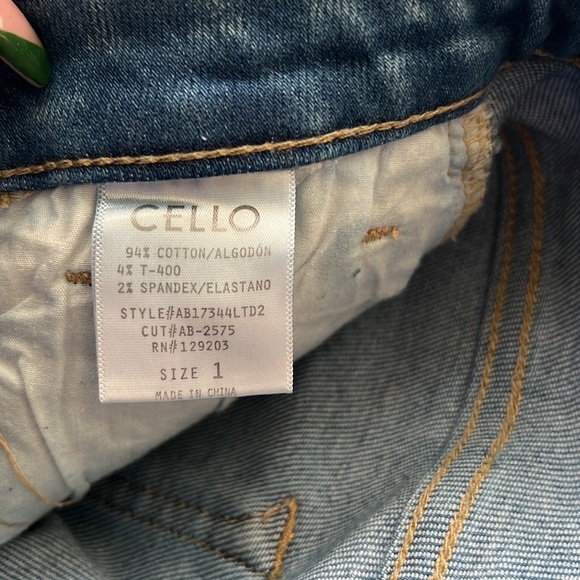 CELLO
94% COTTON/ALGODÓN
4% T-400
2% SPANDEX/ELASTANO
STYLE#AB17344LTD2
CUT#AB-2575
RN#129203
SIZE 1
MADE IN CHINA